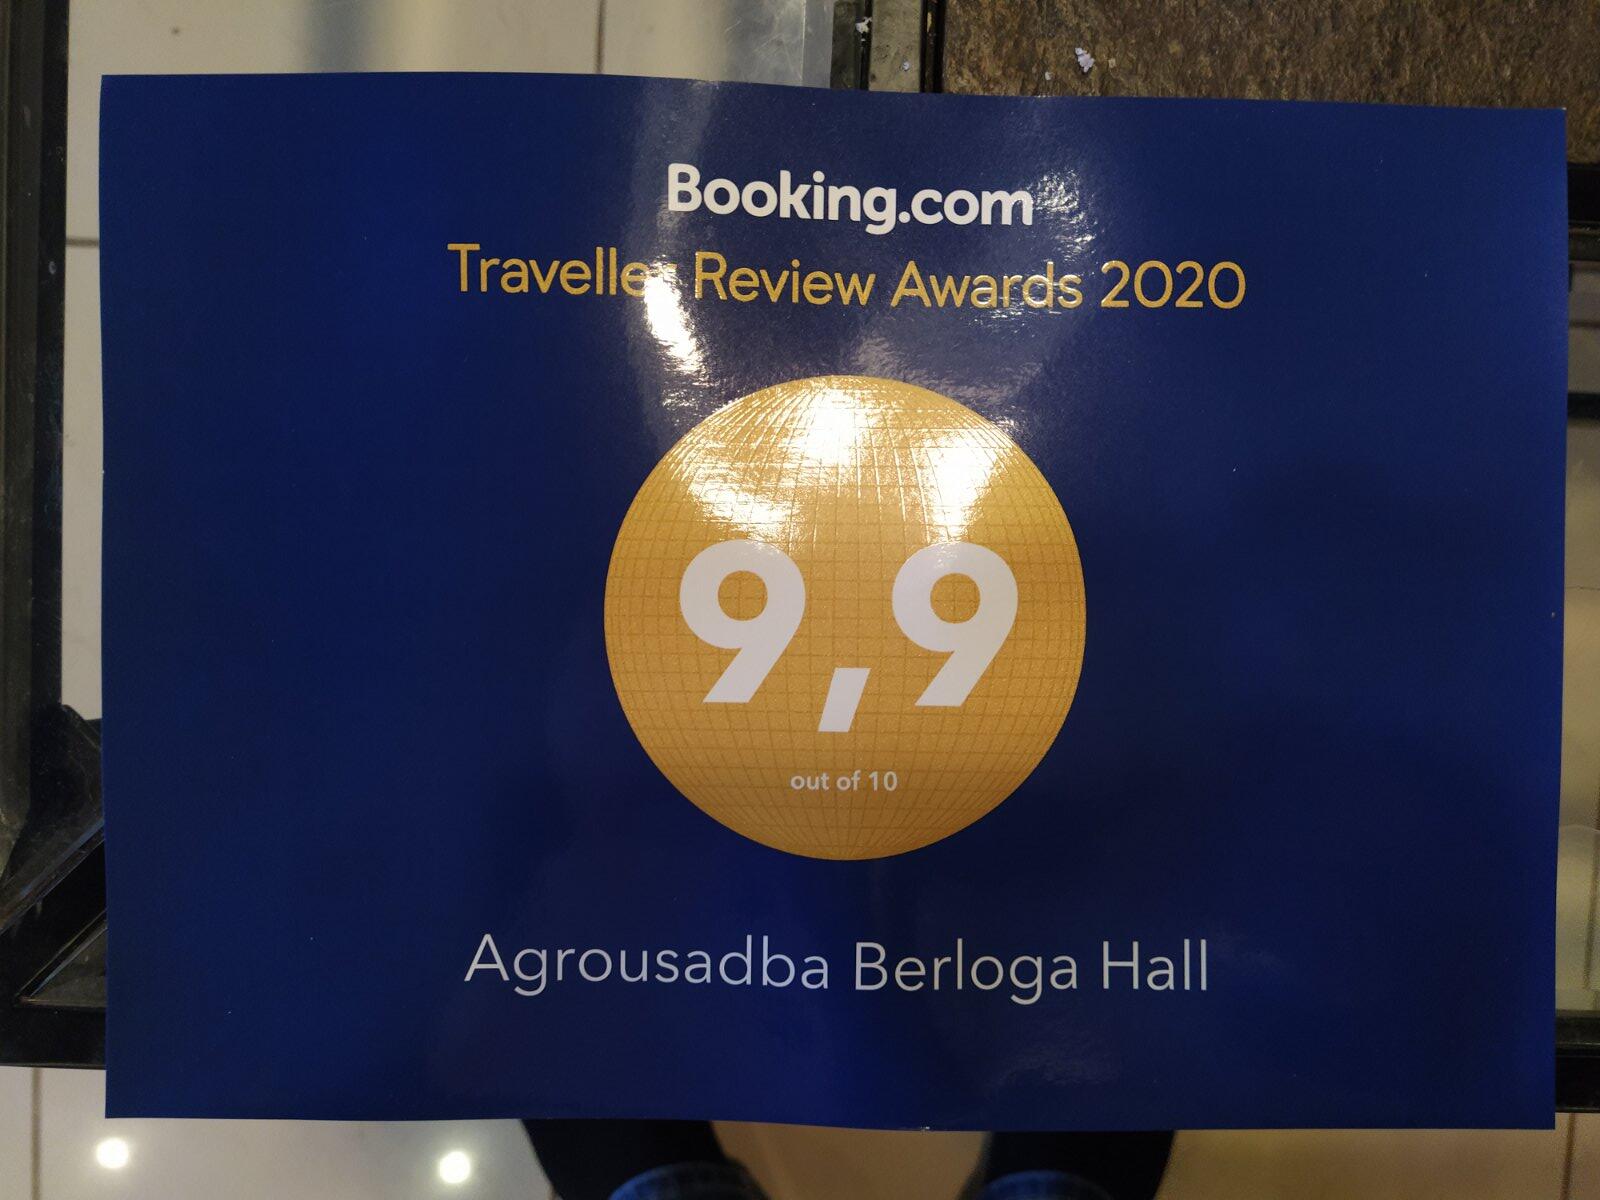 Booking.com
Traveller Review Awards 2020
9,9
out of 10
Agrousadba Berloga Hall